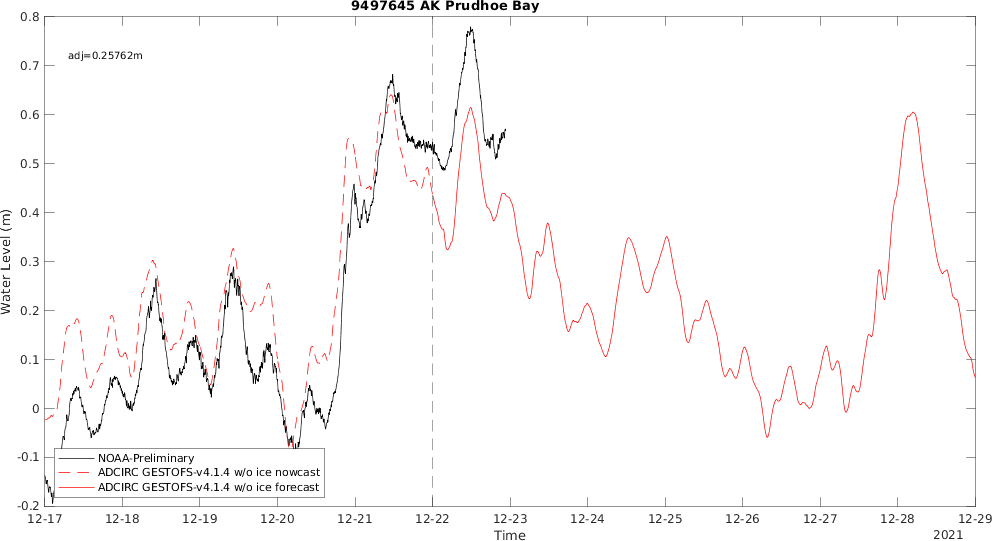 9497645 AK Prudhoe Bay
adj=0.25762m
Water Level (m)
0.8
0.7
0.6
0.5
0.4
0.3
0.2
0.1
0
-0.1
-0.2
NOAA-Preliminary
ADCIRC GESTOFS-v4.1.4 w/o ice nowcast
ADCIRC GESTOFS-v4.1.4 w/o ice forecast
12-17 12-18 12-19 12-20 12-21 12-22 12-23 12-24 12-25 12-26 12-27 12-28 12-29
Time
2021